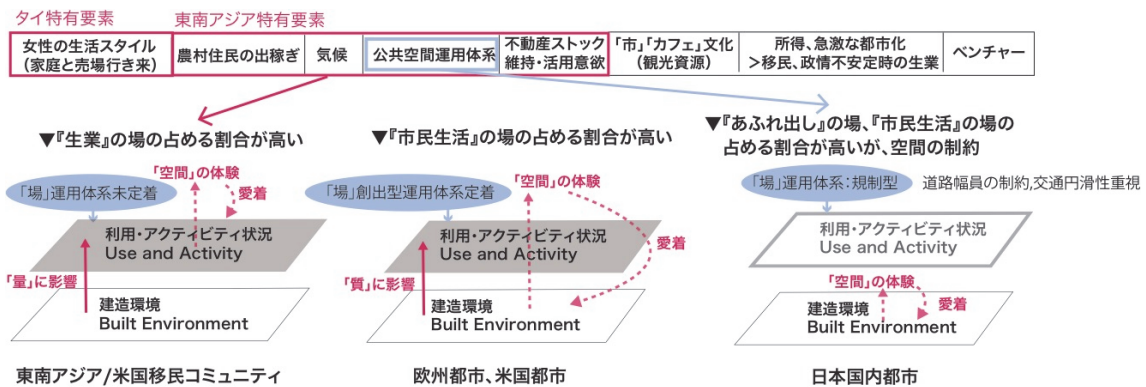 タイ特有要素
東南アジア特有要素
女性の生活スタイル
(家庭と売場行き来)
農村住民の出稼ぎ
気候
公共空間運用体系
不動産ストック
維持・活用意欲
「市」「カフェ」文化
(観光資源)
所得、急激な都市化
>移民、政情不安定時の生業
ベンチャー
▼『生業』の場の占める割合が高い
「場」運用体系未定着
「空間」の体験
愛着
利用・アクティビティ状況
Use and Activity
「量」に影響
建造環境
Built Environment
東南アジア/米国移民コミュニティ
▼『市民生活』の場の占める割合が高い
「場」創出型運用体系定着
「空間」の体験
利用・アクティビティ状況
Use and Activity
愛着
「質」に影響
建造環境
Built Environment
欧州都市、米国都市
▼『あふれ出し』の場、『市民生活』の場の
占める割合が高いが、空間の制約
「場」運用体系:規制型
道路幅員の制約,交通円滑性重視
利用・アクティビティ状況
Use and Activity
「空間」の体験
愛着
建造環境
Built Environment
日本国内都市